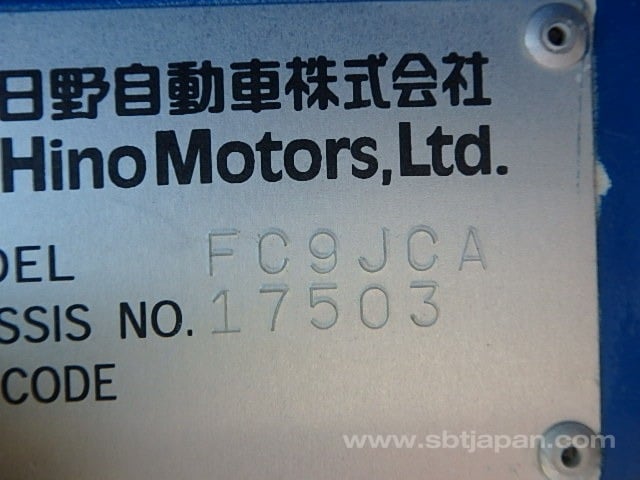 日野自動車株式会社
Hino Motors, Ltd.
DEL FC9JCA
SSIS NO. 17503
CODE
www.sbtjapan.com